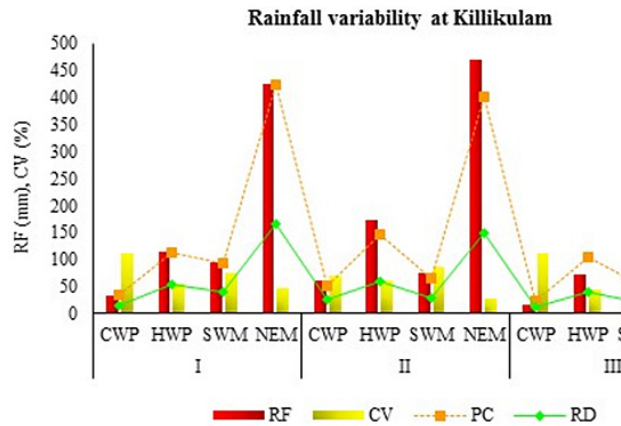 Rainfall variability at Killikulam
RF (mm), CV (%)
500
450
400
350
300
250
200
150
100
50
0
CWP HWP SWM NEM CWP HWP SWM NEM CWP HWP S
I II III
RF CV PC RD